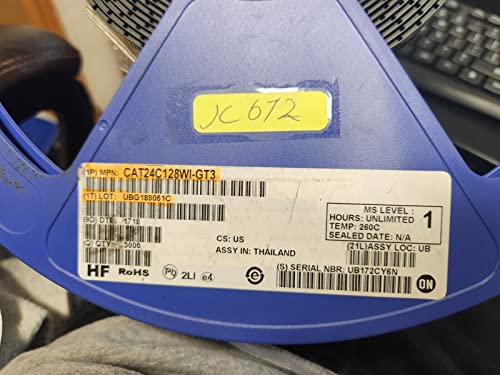 JC672
(1P) MPN: CAT24C128WI-GT3
(1T) LOT: UBG180051C
(9D) DTE: 1718
(Q) QTY: 3000
CS: US
ASSY IN: THAILAND
MS LEVEL: 1
HOURS: UNLIMITED
TEMP: 260C
SEALED DATE: N/A
(21L)ASSY LOC: UB
HF RoHS Pb 2LI e4 e
(S) SERIAL NBR: UB172CY6N
ON